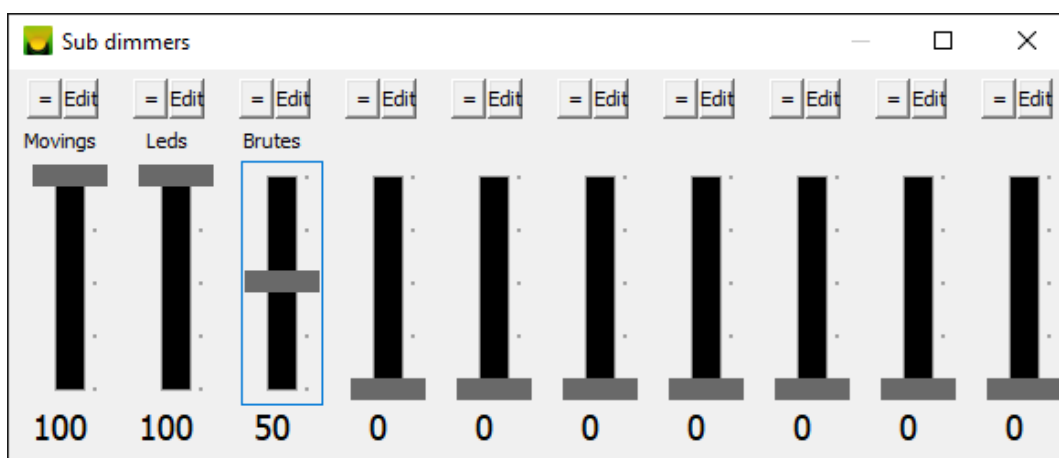 Sub dimmers
= Edit = Edit = Edit = Edit = Edit = Edit = Edit = Edit = Edit = Edit
Movings Leds Brutes
100 100 50 0 0 0 0 0 0 0